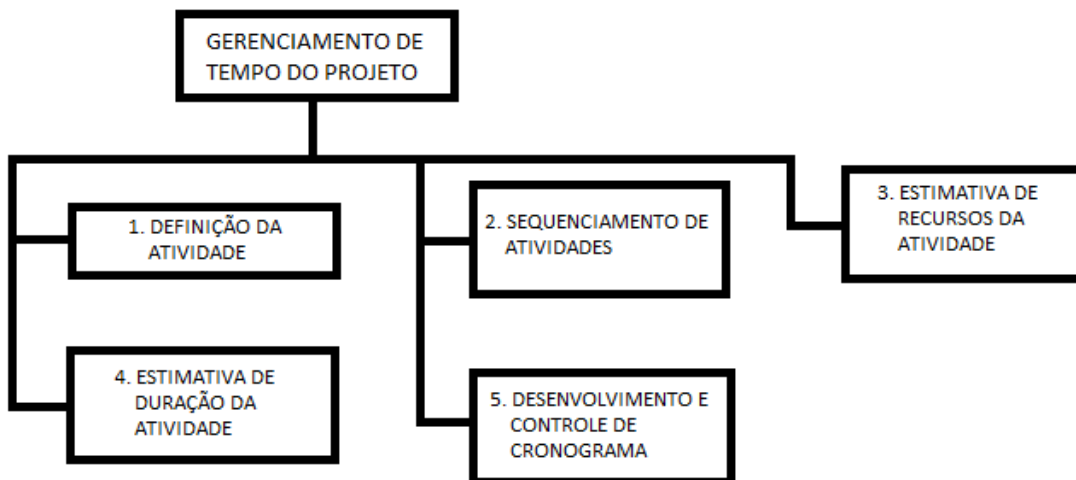 GERENCIAMENTO DE
TEMPO DO PROJETO
1. DEFINIÇÃO DA
ATIVIDADE
2. SEQUENCIAMENTO DE
ATIVIDADES
3. ESTIMATIVA DE
RECURSOS DA
ATIVIDADE
4. ESTIMATIVA DE
DURAÇÃO DA
ATIVIDADE
5. DESENVOLVIMENTO E
CONTROLE DE
CRONOGRAMA